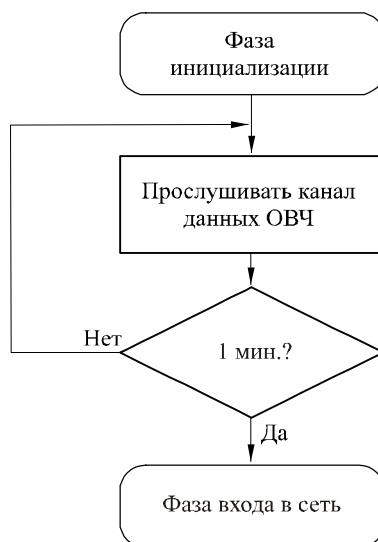 Фаза
инициализации
Прослушивать канал
данных ОВЧ
Нет
1 мин.?
Да
Фаза входа в сеть